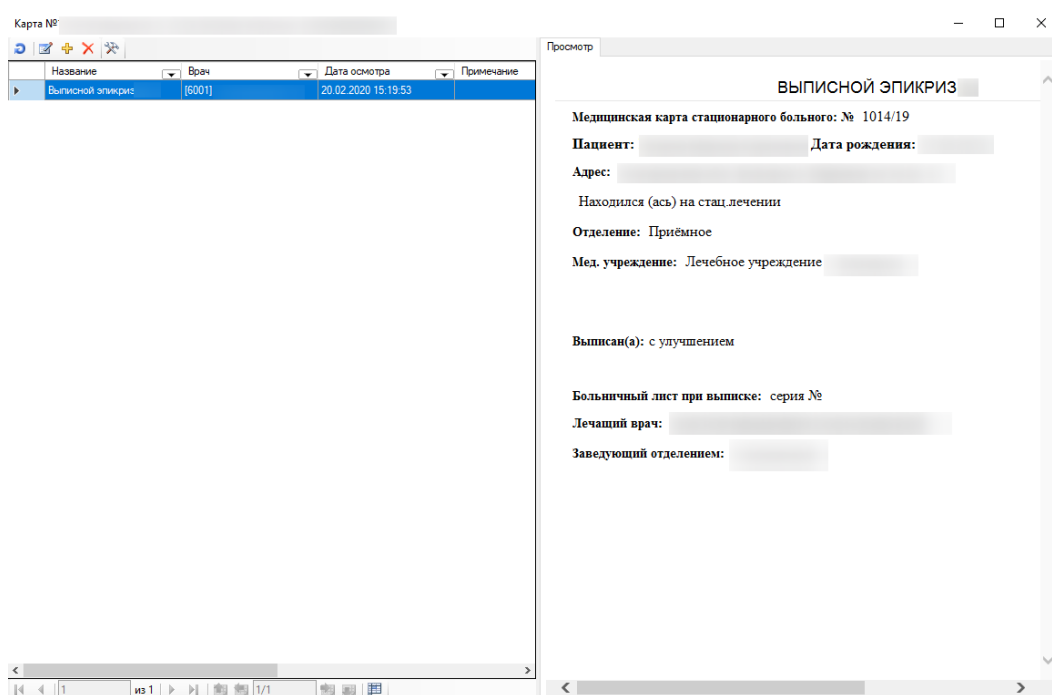 Карта №
Просмотр
Название Врач Дата осмотра Примечание
Выписной эпикриз [6001] 20.02.2020 15:19:53
ВЫПИСНОЙ ЭПИКРИЗ
Медицинская карта стационарного больного: № 1014/19
Пациент: Дата рождения:
Адрес:
Находился (ась) на стац.лечении
Отделение: Приёмное
Мед. учреждение: Лечебное учреждение
Выписан(а): с улучшением
Больничный лист при выписке: серия №
Лечащий врач:
Заведующий отделением:
1 из 1 1/1